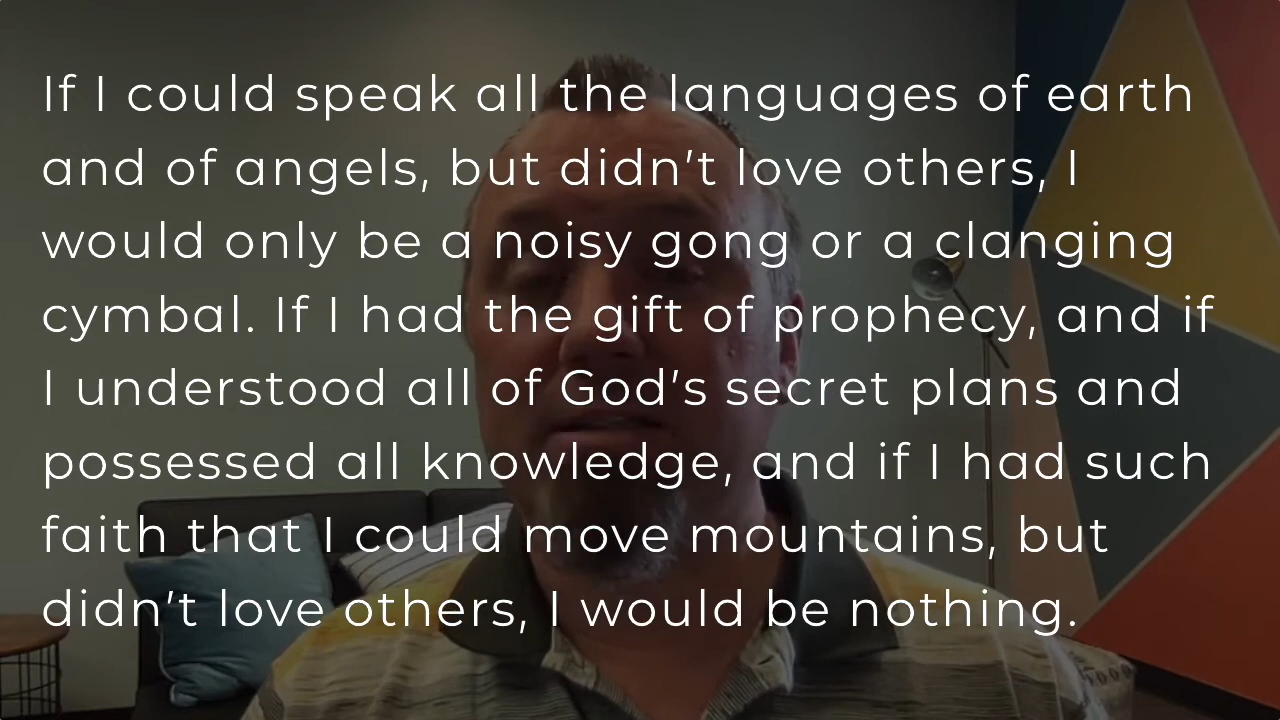 If I could speak all the languages of earth
and of angels, but didn’t love others, I
would only be a noisy gong or a clanging
cymbal. If I had the gift of prophecy, and if
I understood all of God’s secret plans and
possessed all knowledge, and if I had such
faith that I could move mountains, but
didn’t love others, I would be nothing.